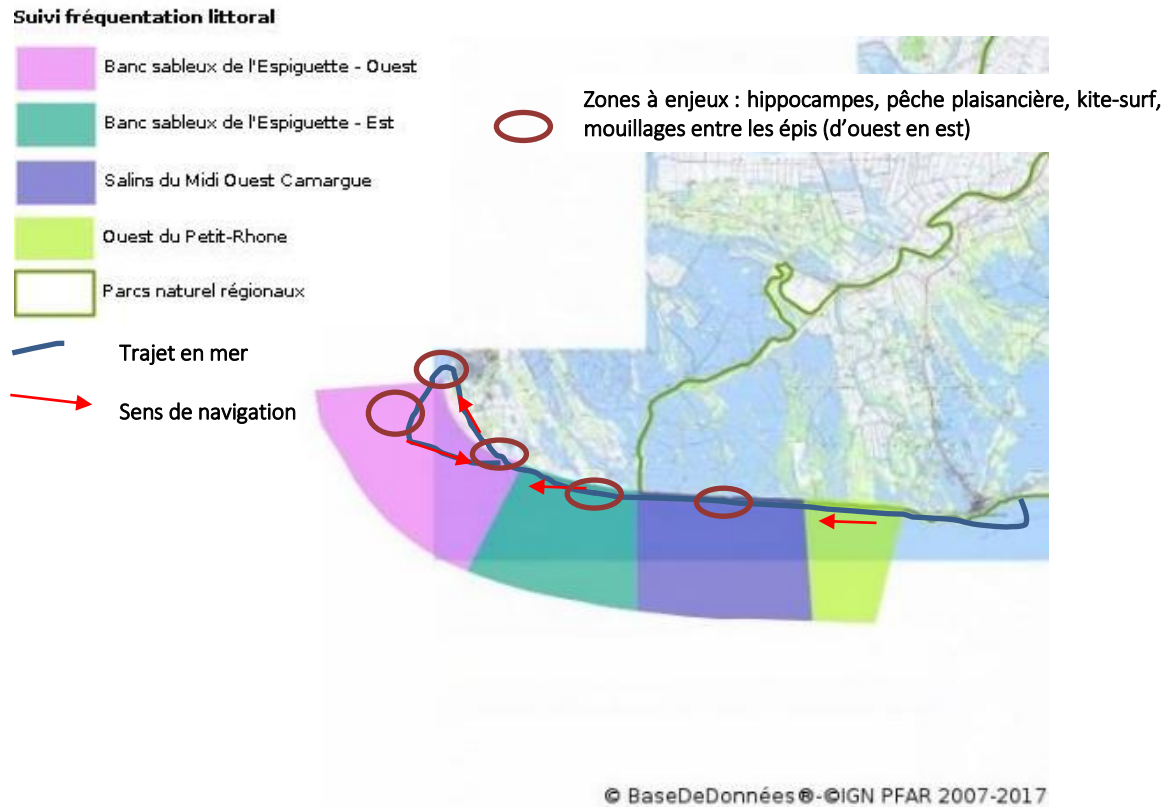 Suivi fréquentation littoral
Banc sableux de l'Espiguette - Ouest
Banc sableux de l'Espiguette - Est
Salins du Midi Ouest Camargue
Ouest du Petit-Rhone
Parcs naturel régionaux
Trajet en mer
Sens de navigation
Zones à enjeux : hippocampes, pêche plaisancière, kite-surf,
mouillages entre les épis (d'ouest en est)
© BaseDeDonnées ®-©IGN PFAR 2007-2017